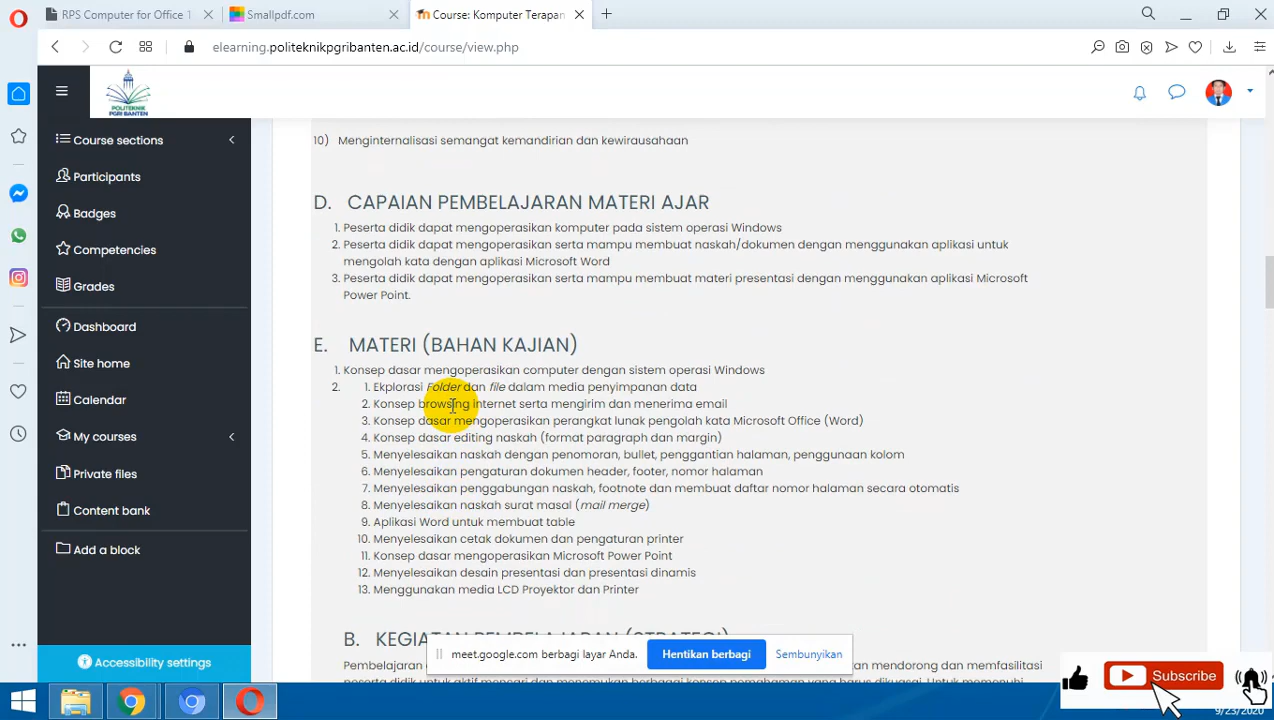 RPS Computer for Office 1
Smallpdf.com
Course: Komputer Terapan
elearning.politeknikpgribanten.ac.id/course/view.php
POLITEKNIK
PGRI BANTEN
Course sections
Participants
Badges
Competencies
Grades
Dashboard
Site home
Calendar
My courses
Private files
Content bank
Add a block
Accessibility settings
10) Menginternalisasi semangat kemandirian dan kewirausahaan
D. CAPAIAN PEMBELAJARAN MATERI AJAR
1. Peserta didik dapat mengoperasikan komputer pada sistem operasi Windows
2. Peserta didik dapat mengoperasikan serta mampu membuat naskah/dokumen dengan menggunakan aplikasi untuk
mengolah kata dengan aplikasi Microsoft Word
3. Peserta didik dapat mengoperasikan serta mampu membuat materi presentasi dengan menggunakan aplikasi Microsoft
Power Point.
E. MATERI (BAHAN KAJIAN)
1. Konsep dasar mengoperasikan computer dengan sistem operasi Windows
2. 1. Ekplorasi Folder dan file dalam media penyimpanan data
2. Konsep browsing internet serta mengirim dan menerima email
3. Konsep dasar mengoperasikan perangkat lunak pengolah kata Microsoft Office (Word)
4. Konsep dasar editing naskah (format paragraph dan margin)
5. Menyelesaikan naskah dengan penomoran, bullet, penggantian halaman, penggunaan kolom
6. Menyelesaikan pengaturan dokumen header, footer, nomor halaman
7. Menyelesaikan penggabungan naskah, footnote dan membuat daftar nomor halaman secara otomatis
8. Menyelesaikan naskah surat masal (mail merge)
9. Aplikasi Word untuk membuat table
10. Menyelesaikan cetak dokumen dan pengaturan printer
11. Konsep dasar mengoperasikan Microsoft Power Point
12. Menyelesaikan desain presentasi dan presentasi dinamis
13. Menggunakan media LCD Proyektor dan Printer
B. KEGIATAN PEMBELAJARAN (STRATEGI)
Pembelajaran
an mendorong dan memfasilitasi
meet.google.com berbagi layar Anda.
Hentikan berbagi
Sembunyikan
Subscribe
9/23/2020